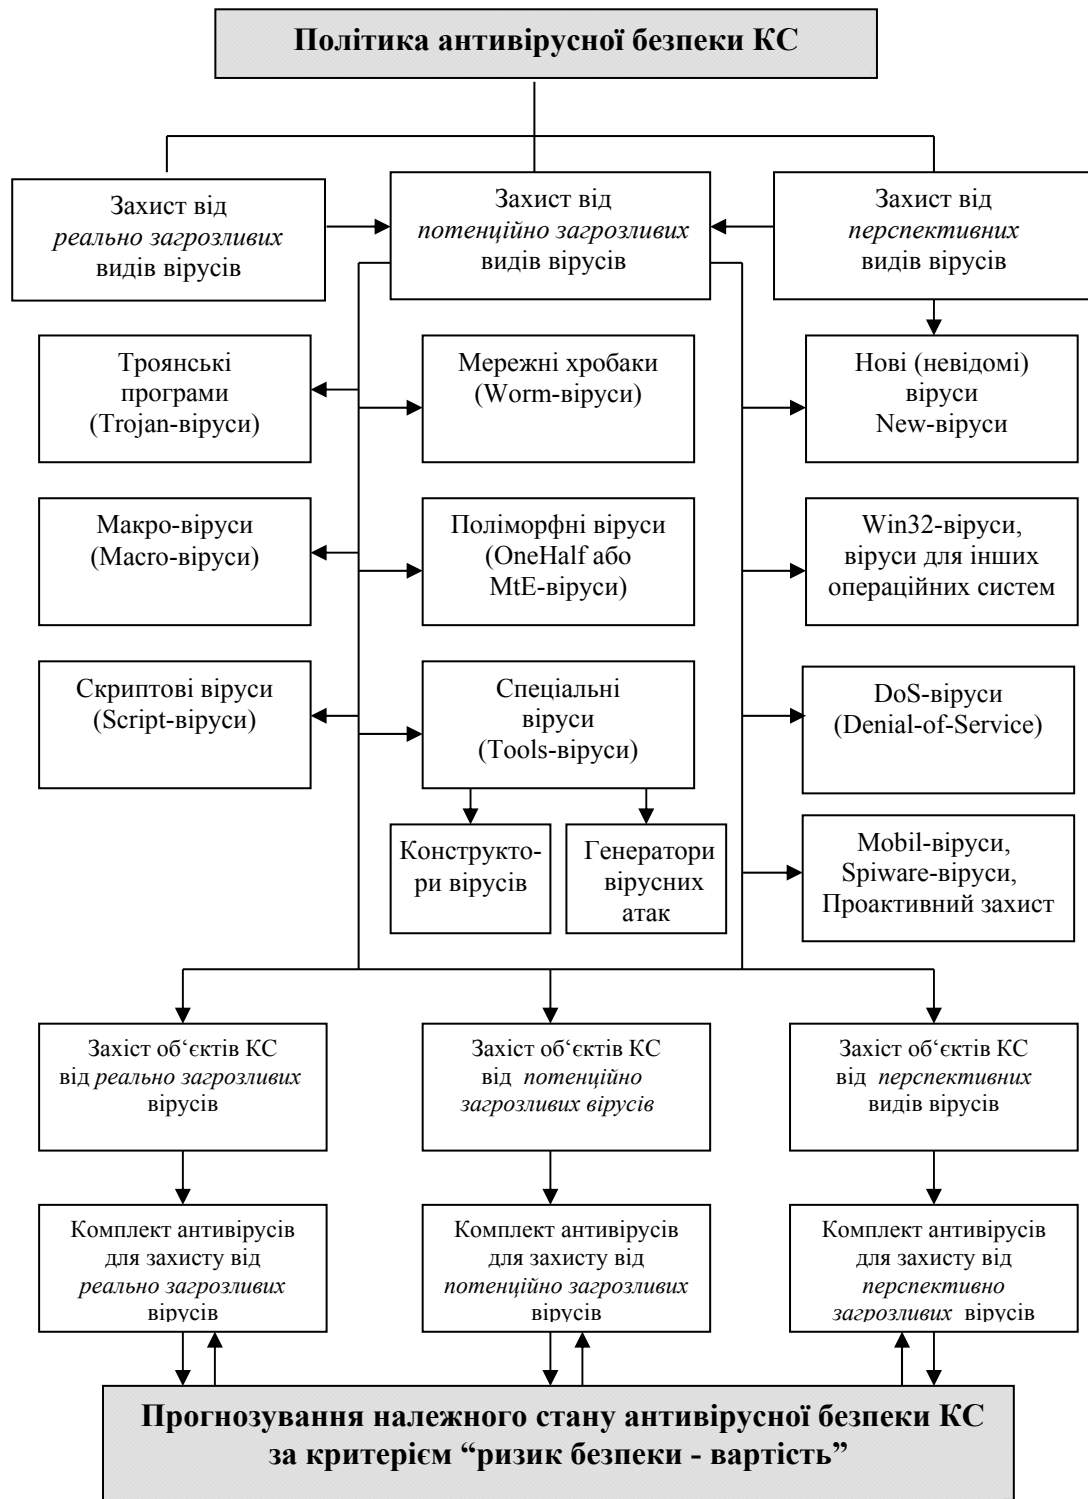 Політика антивірусної безпеки КС
Захист від
реально загрозливих
видів вірусів
Захист від
потенційно загрозливих
видів вірусів
Захист від
перспективних
видів вірусів
Троянські
програми
(Trojan-віруси)
Мережні хробаки
(Worm-віруси)
Нові (невідомі)
віруси
New-віруси
Макро-віруси
(Macro-віруси)
Поліморфні віруси
(OneHalf або
MtE-віруси)
Win32-віруси,
віруси для інших
операційних систем
Скриптові віруси
(Script-віруси)
Спеціальні
віруси
(Tools-віруси)
DoS-віруси
(Denial-of-Service)
Конструкто-
ри вірусів
Генератори
вірусних
атак
Mobil-віруси,
Spiware-віруси,
Проактивний захист
Захіст об‘єктів КС
від реально загрозливих
вірусів
Захіст об‘єктів КС
від потенційно
загрозливих вірусів
Захіст об‘єктів КС
від перспективних
видів вірусів
Комплект антивірусів
для захисту від
реально загрозливих
вірусів
Комплект антивірусів
для захисту від
потенційно загрозливих
вірусів
Комплект антивірусів
для захисту від
перспективно
загрозливих вірусів
Прогнозування належного стану антивірусної безпеки КС
за критерієм “ризик безпеки - вартість”